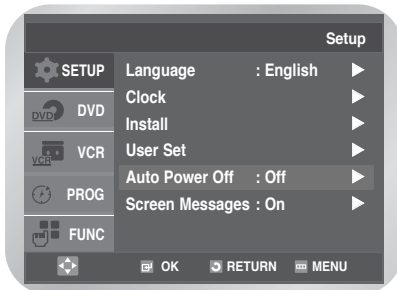 Setup
SETUP
DVD DVD
VCR VCR
PROG
FUNC
Language : English
Clock
Install
User Set
Auto Power Off : Off
Screen Messages : On
OK RETURN MENU